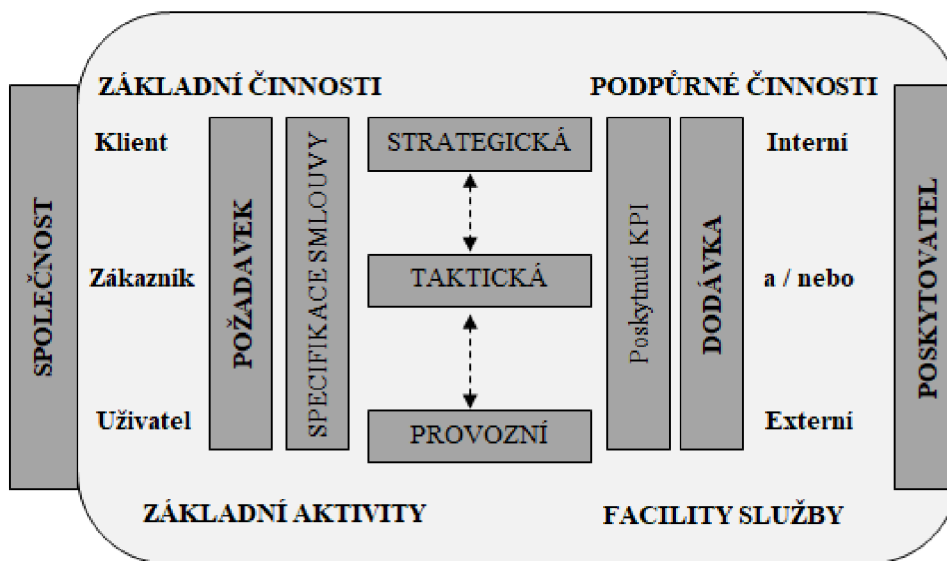 ZÁKLADNÍ ČINNOSTI
PODPŮRNÉ ČINNOSTI
SPOLEČNOST
Klient
Zákazník
Uživatel
POŽADAVEK
SPECIFIKACE SMLOUVY
STRATEGICKÁ
TAKTICKÁ
PROVOZNÍ
Poskytnutí KPI
DODÁVKA
Interní
a / nebo
Externí
POSKYTOVATEL
ZÁKLADNÍ AKTIVITY
FACILITY SLUŽBY